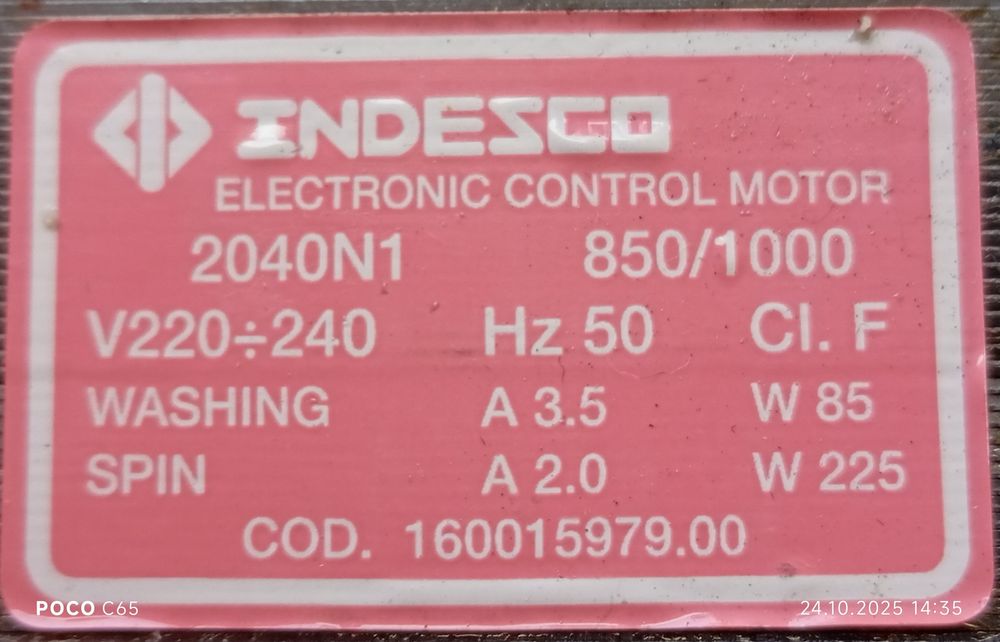 INDESCO
ELECTRONIC CONTROL MOTOR
2040N1 850/1000
V220÷240 Hz 50 Cl. F
WASHING A 3.5 W 85
SPIN A 2.0 W 225
COD. 160015979.00
POCO C65 24.10.2025 14:35